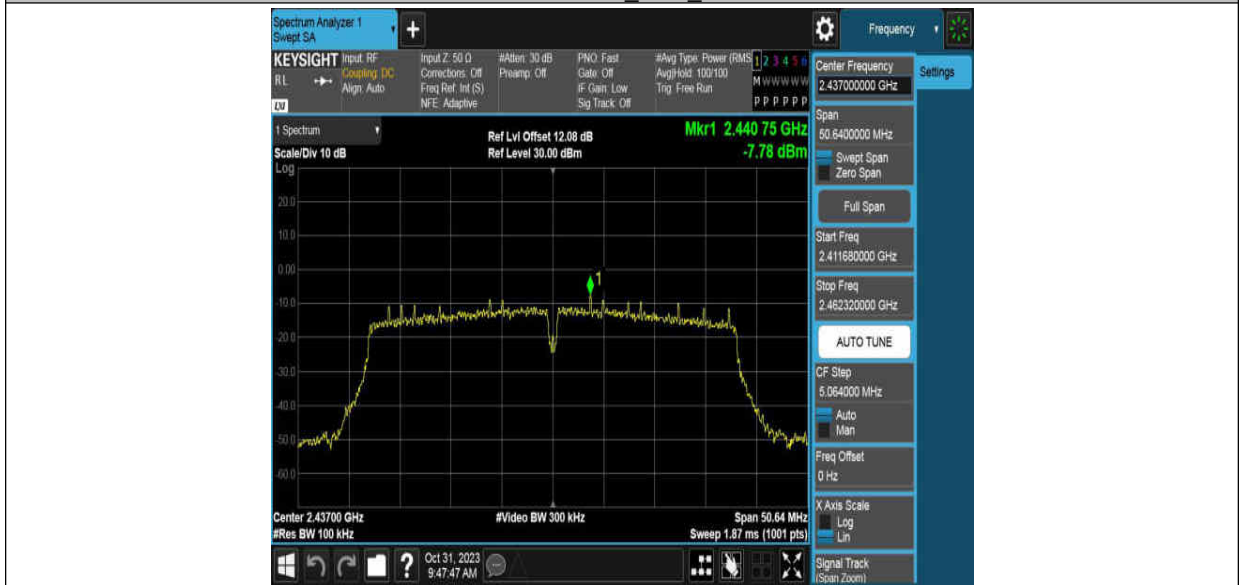 Spectrum Analyzer 1
Swept SA
+
Frequency
KEYSIGHT Input: RF Input Z: 50 Ω #Atten: 30 dB PNO: Fast #Avg Type: Power (RMS 1 2 3 4 5 6
RL Coupling: DC Corrections: Off Preamp: Off Gate: Off Avg|Hold: 100/100 M W W W W W
Align: Auto Freq Ref: Int (S) IF Gain: Low Trig: Free Run
NFE: Adaptive Sig Track: Off P P P P P P
1 Spectrum
Scale/Div 10 dB
Ref Lvl Offset 12.08 dB
Ref Level 30.00 dBm
Mkr1 2.440 75 GHz
-7.78 dBm
Log
20.0
10.0
0.00
-10.0
-20.0
-30.0
-40.0
-50.0
-60.0
1
Center 2.43700 GHz #Video BW 300 kHz Span 50.64 MHz
#Res BW 100 kHz Sweep 1.87 ms (1001 pts)
?
Oct 31, 2023
9:47:47 AM
Center Frequency
2.437000000 GHz
Settings
Span
50.6400000 MHz
Swept Span
Zero Span
Full Span
Start Freq
2.411680000 GHz
Stop Freq
2.462320000 GHz
AUTO TUNE
CF Step
5.064000 MHz
Auto
Man
Freq Offset
0 Hz
X Axis Scale
Log
Lin
Signal Track
(Span Zoom)